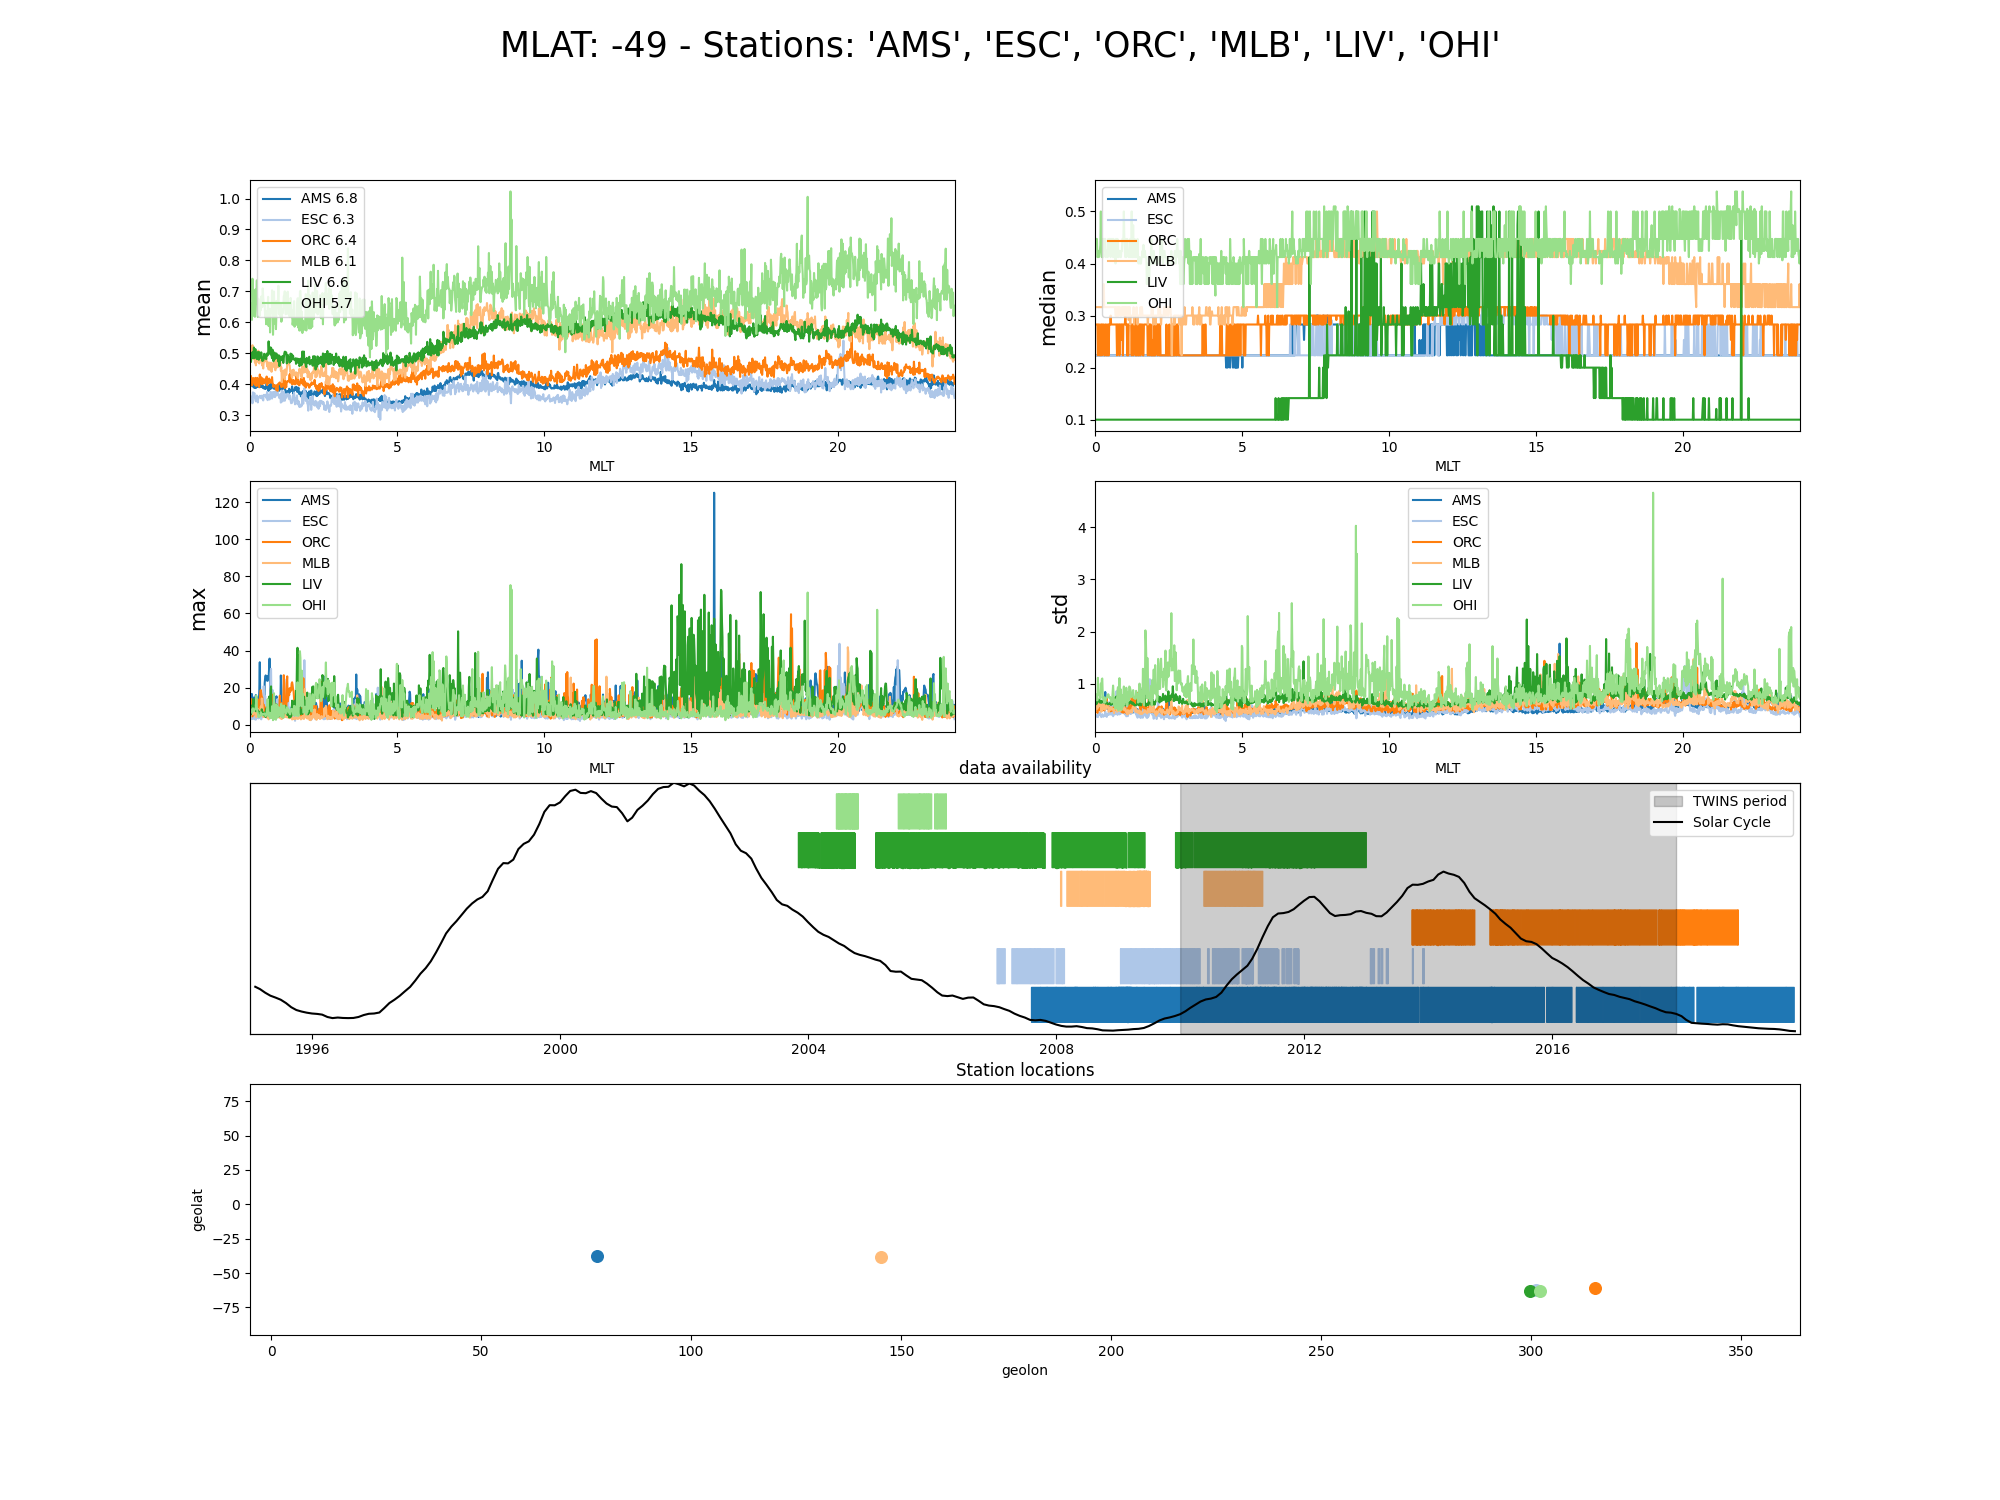 MLAT: -49 - Stations: 'AMS', 'ESC', 'ORC', 'MLB', 'LIV', 'OHI'
mean
1.0
0.9
0.8
0.7
0.6
0.5
0.4
0.3
AMS 6.8
ESC 6.3
ORC 6.4
MLB 6.1
LIV 6.6
OHI 5.7
0 5 10 15 20
MLT
median
0.5
0.4
0.3
0.2
0.1
AMS
ESC
ORC
MLB
LIV
OHI
0 5 10 15 20
MLT
max
120
100
80
60
40
20
0
AMS
ESC
ORC
MLB
LIV
OHI
0 5 10 15 20
MLT
std
4
3
2
1
AMS
ESC
ORC
MLB
LIV
OHI
0 5 10 15 20
MLT
data availability
TWINS period
Solar Cycle
1996 2000 2004 2008 2012 2016
Station locations
geolat
75
50
25
0
−25
−50
−75
0 50 100 150 200 250 300 350
geolon